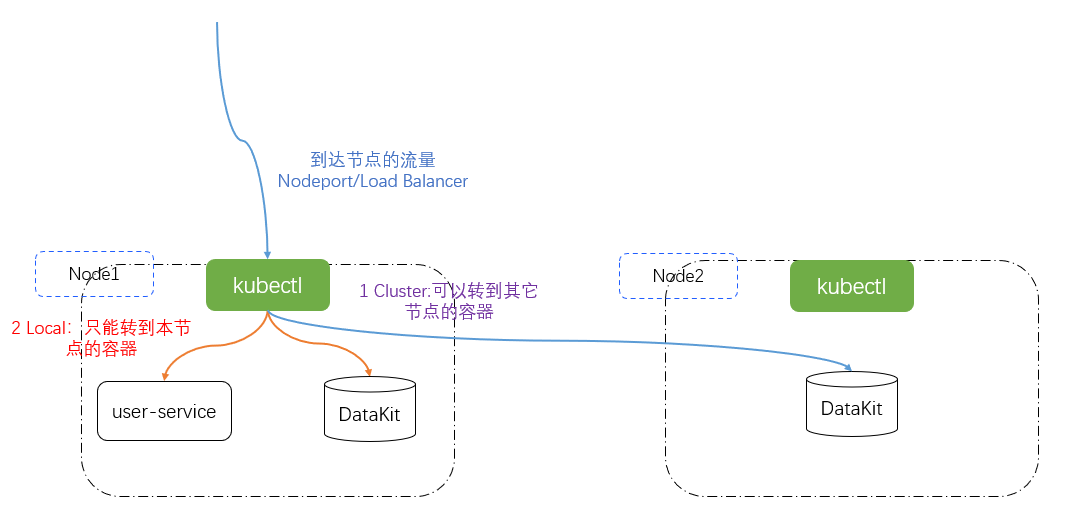 到达节点的流量
Nodeport/Load Balancer
Node1
kubectl
1 Cluster:可以转到其它
节点的容器
2 Local：只能转到本节
点的容器
user-service
DataKit
Node2
kubectl
DataKit